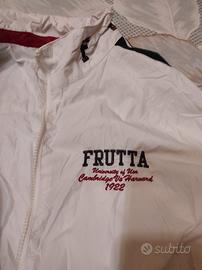 FRUTTA
University of Usa
Cambridge Vs Harward
1922
subito